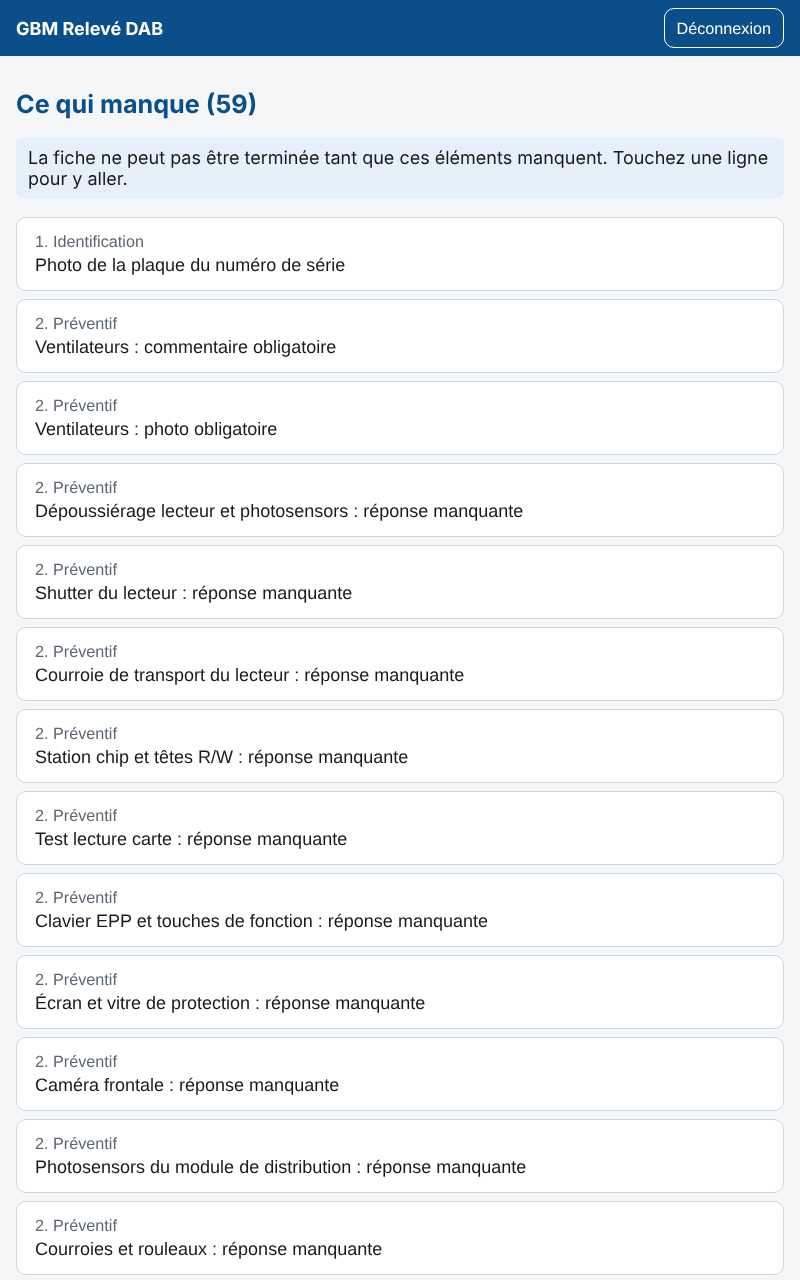 GBM Relevé DAB
Déconnexion
Ce qui manque (59)
La fiche ne peut pas être terminée tant que ces éléments manquent. Touchez une ligne
pour y aller.
1. Identification
Photo de la plaque du numéro de série
2. Préventif
Ventilateurs : commentaire obligatoire
2. Préventif
Ventilateurs : photo obligatoire
2. Préventif
Dépoussiérage lecteur et photosensors : réponse manquante
2. Préventif
Shutter du lecteur : réponse manquante
2. Préventif
Courroie de transport du lecteur : réponse manquante
2. Préventif
Station chip et têtes R/W : réponse manquante
2. Préventif
Test lecture carte : réponse manquante
2. Préventif
Clavier EPP et touches de fonction : réponse manquante
2. Préventif
Écran et vitre de protection : réponse manquante
2. Préventif
Caméra frontale : réponse manquante
2. Préventif
Photosensors du module de distribution : réponse manquante
2. Préventif
Courroies et rouleaux : réponse manquante